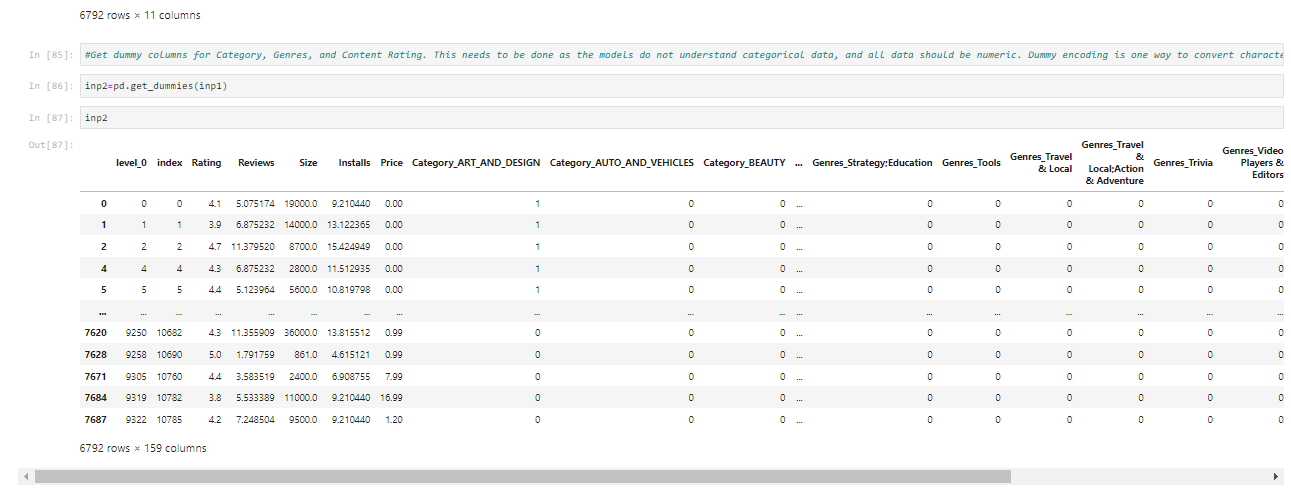 6792 rows × 11 columns
In [85]: #Get dummy columns for Category, Genres, and Content Rating. This needs to be done as the models do not understand categorical data, and all data should be numeric. Dummy encoding is one way to convert characte
In [86]: inp2=pd.get_dummies(inp1)
In [87]: inp2
Out[87]:
level_0 index Rating Reviews Size Installs Price Category_ART_AND_DESIGN Category_AUTO_AND_VEHICLES Category_BEAUTY ... Genres_Strategy;Education Genres_Tools Genres_Travel & Local Genres_Travel & Local;Action & Adventure Genres_Trivia Genres_Video Players & Editors
0 0 0 4.1 5.075174 19000.0 9.210440 0.00 1 0 0 ... 0 0 0 0 0 0
1 1 1 3.9 6.875232 14000.0 13.122365 0.00 1 0 0 ... 0 0 0 0 0 0
2 2 2 4.7 11.379520 8700.0 15.424949 0.00 1 0 0 ... 0 0 0 0 0 0
4 4 4 4.3 6.875232 2800.0 11.512935 0.00 1 0 0 ... 0 0 0 0 0 0
5 5 5 4.4 5.123964 5600.0 10.819798 0.00 1 0 0 ... 0 0 0 0 0 0
... ... ... ... ... ... ... ... ... ... ... ... ... ... ... ... ... ...
7620 9250 10682 4.3 11.355909 36000.0 13.815512 0.99 0 0 0 ... 0 0 0 0 0 0
7628 9258 10690 5.0 1.791759 861.0 4.615121 0.99 0 0 0 ... 0 0 0 0 0 0
7671 9305 10760 4.4 3.583519 2400.0 6.908755 7.99 0 0 0 ... 0 0 0 0 0 0
7684 9319 10782 3.8 5.533389 11000.0 9.210440 16.99 0 0 0 ... 0 0 0 0 0 0
7687 9322 10785 4.2 7.248504 9500.0 9.210440 1.20 0 0 0 ... 0 0 0 0 0 0
6792 rows × 159 columns